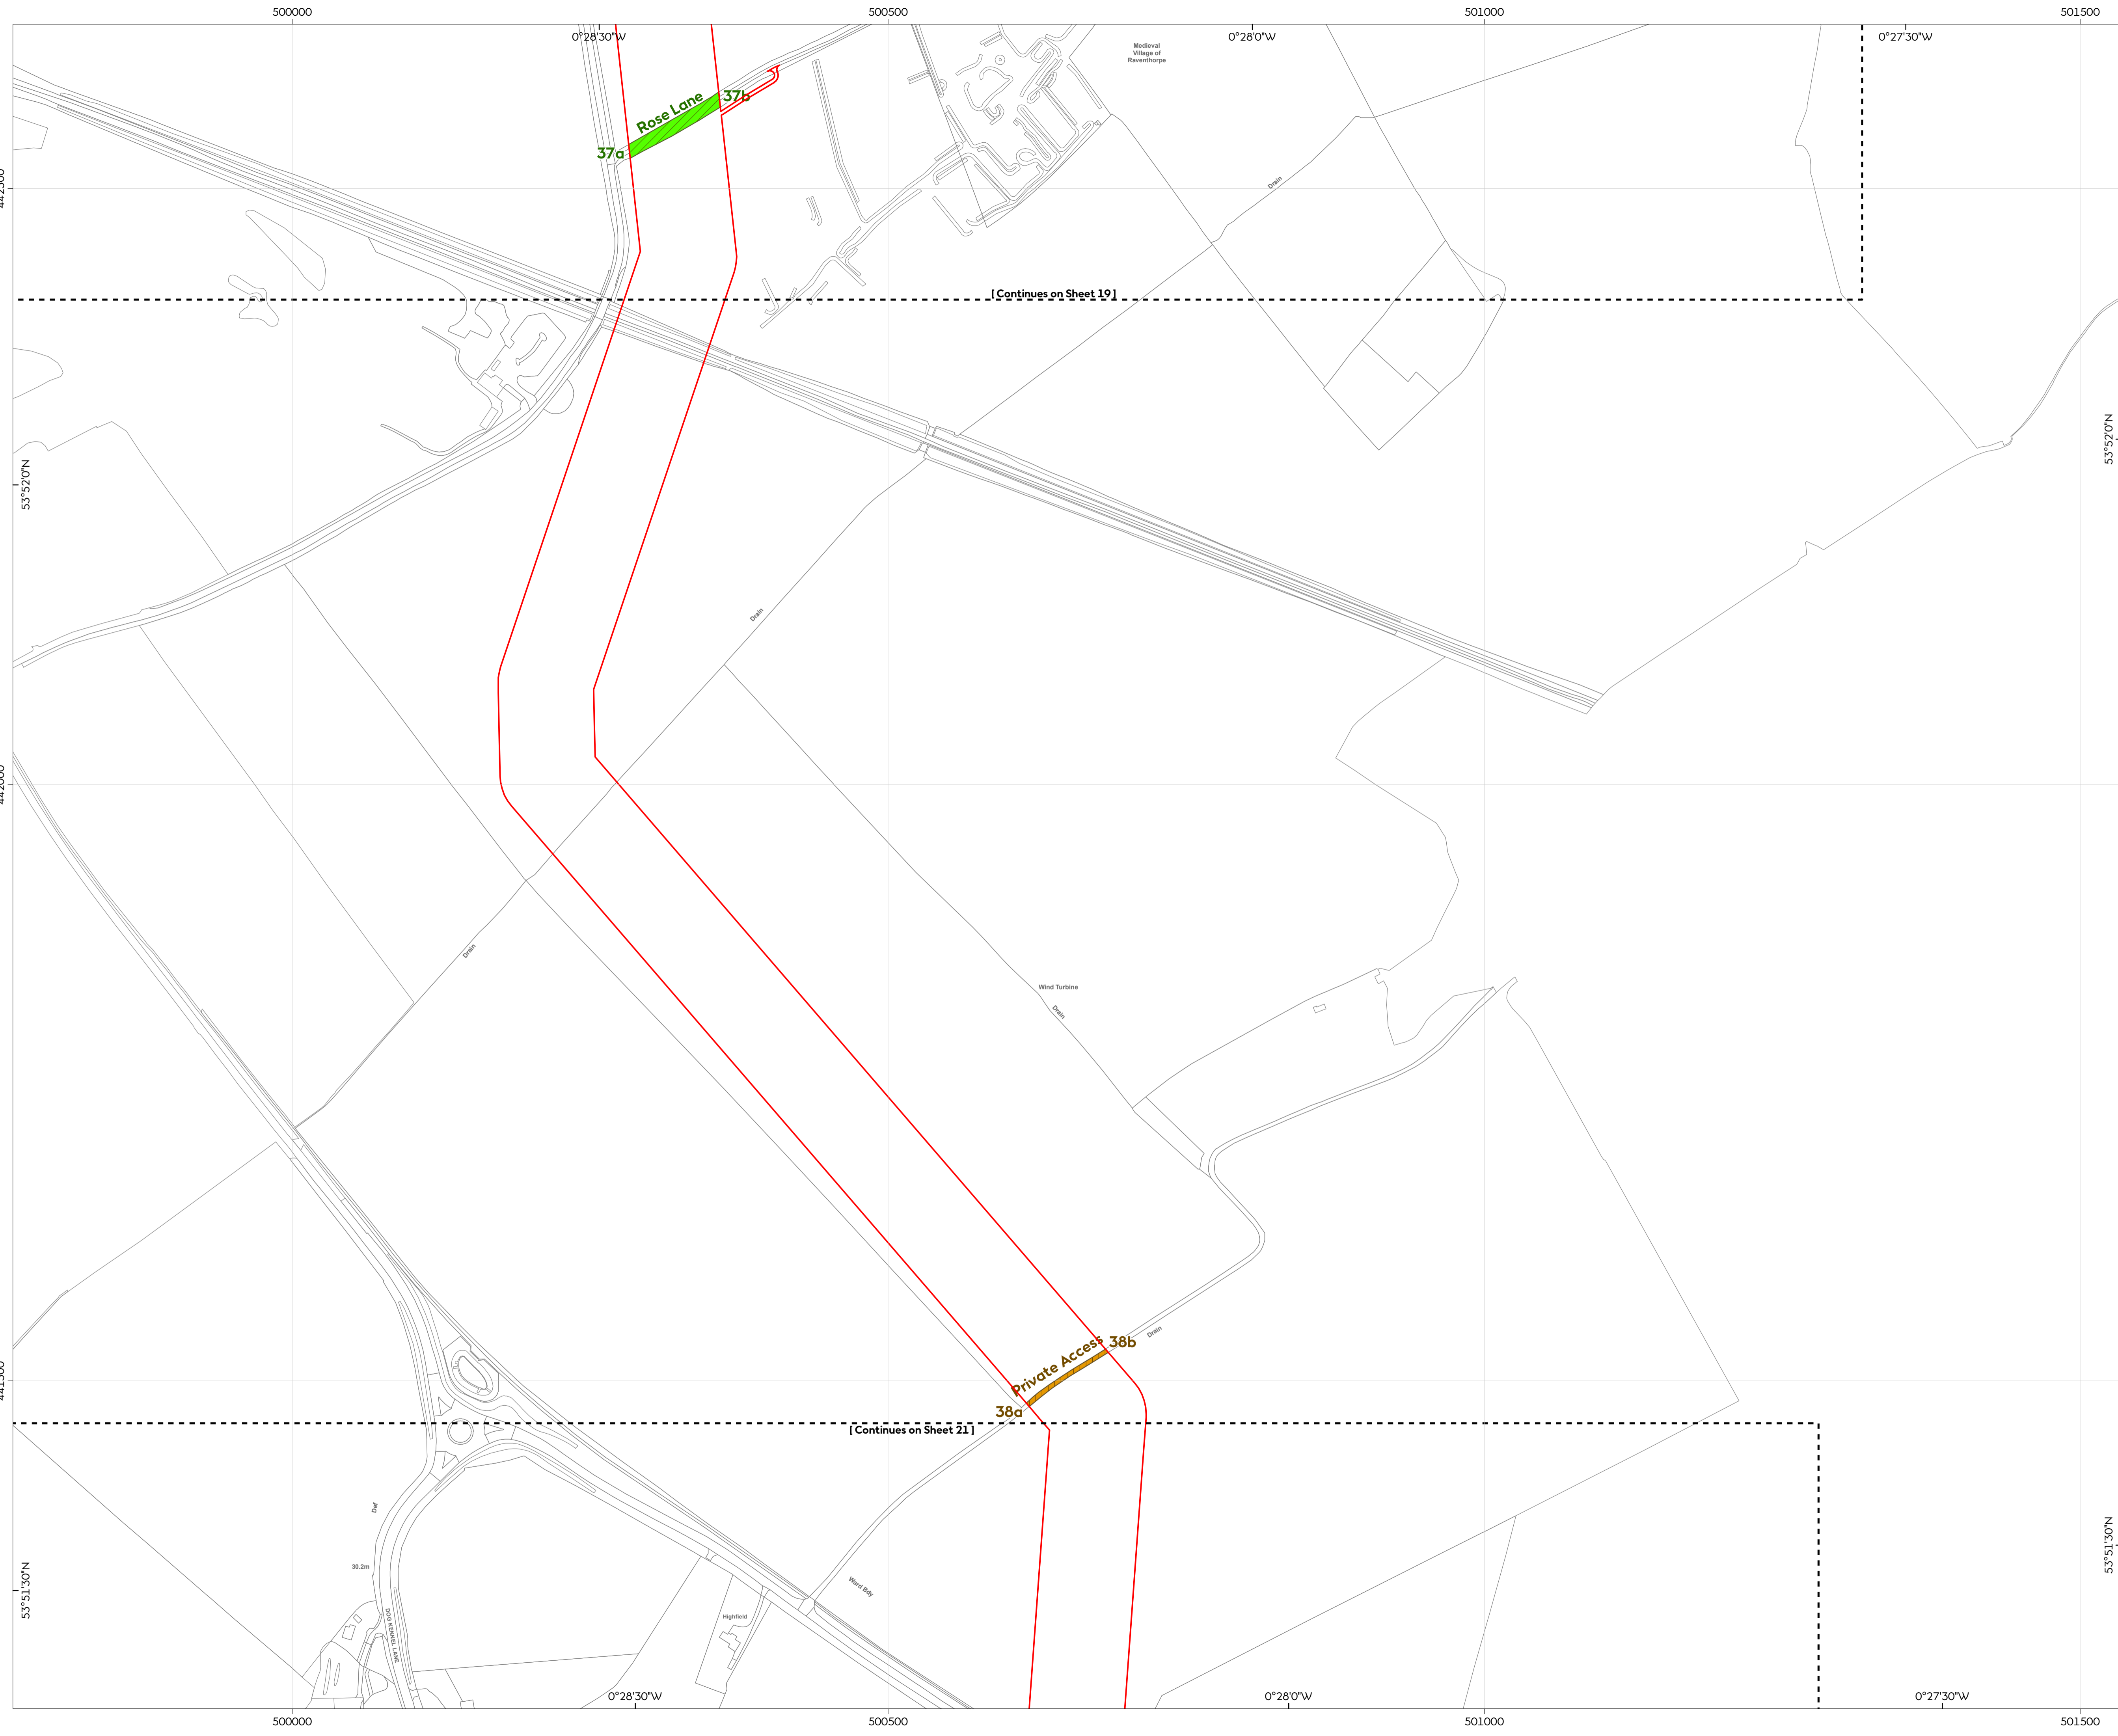 500000
500500
501000
501500
0°28'30"W
0°28'0"W
0°27'30"W
Medieval
Village of
Raventhorpe
Rose Lane
37b
37a
Drain
[ Continues on Sheet 19 ]
53°52'0"N
53°52'0"N
Drain
442000
Drain
Wind Turbine
Drain
Private Access
38b
Drain
38a
[ Continues on Sheet 21 ]
Def
30.2m
DOG KENNEL LANE
Ward Bdy
Highfield
53°51'30"N
53°51'30"N
0°28'30"W
0°28'0"W
0°27'30"W
500000
500500
501000
501500